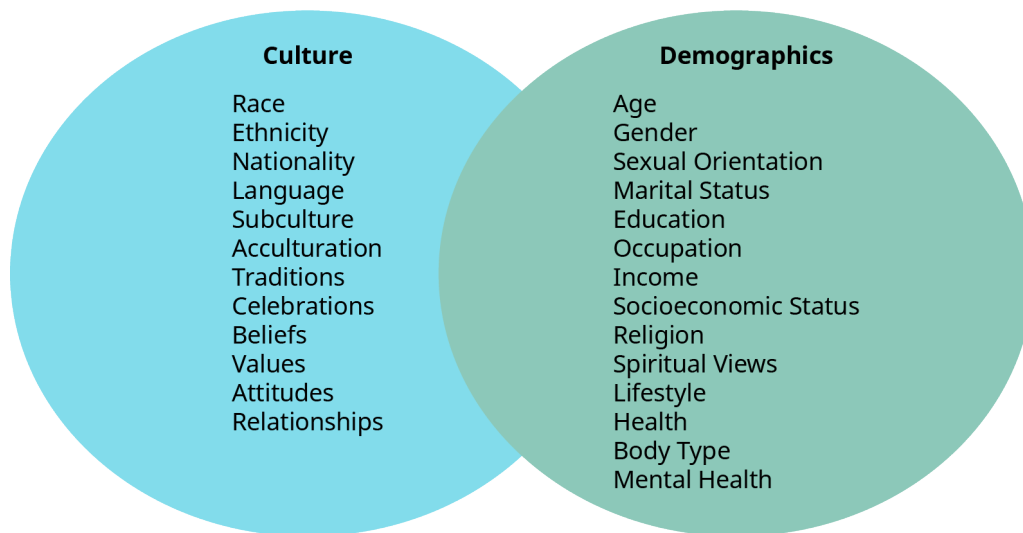 Culture
Race
Ethnicity
Nationality
Language
Subculture
Acculturation
Traditions
Celebrations
Beliefs
Values
Attitudes
Relationships
Demographics
Age
Gender
Sexual Orientation
Marital Status
Education
Occupation
Income
Socioeconomic Status
Religion
Spiritual Views
Lifestyle
Health
Body Type
Mental Health